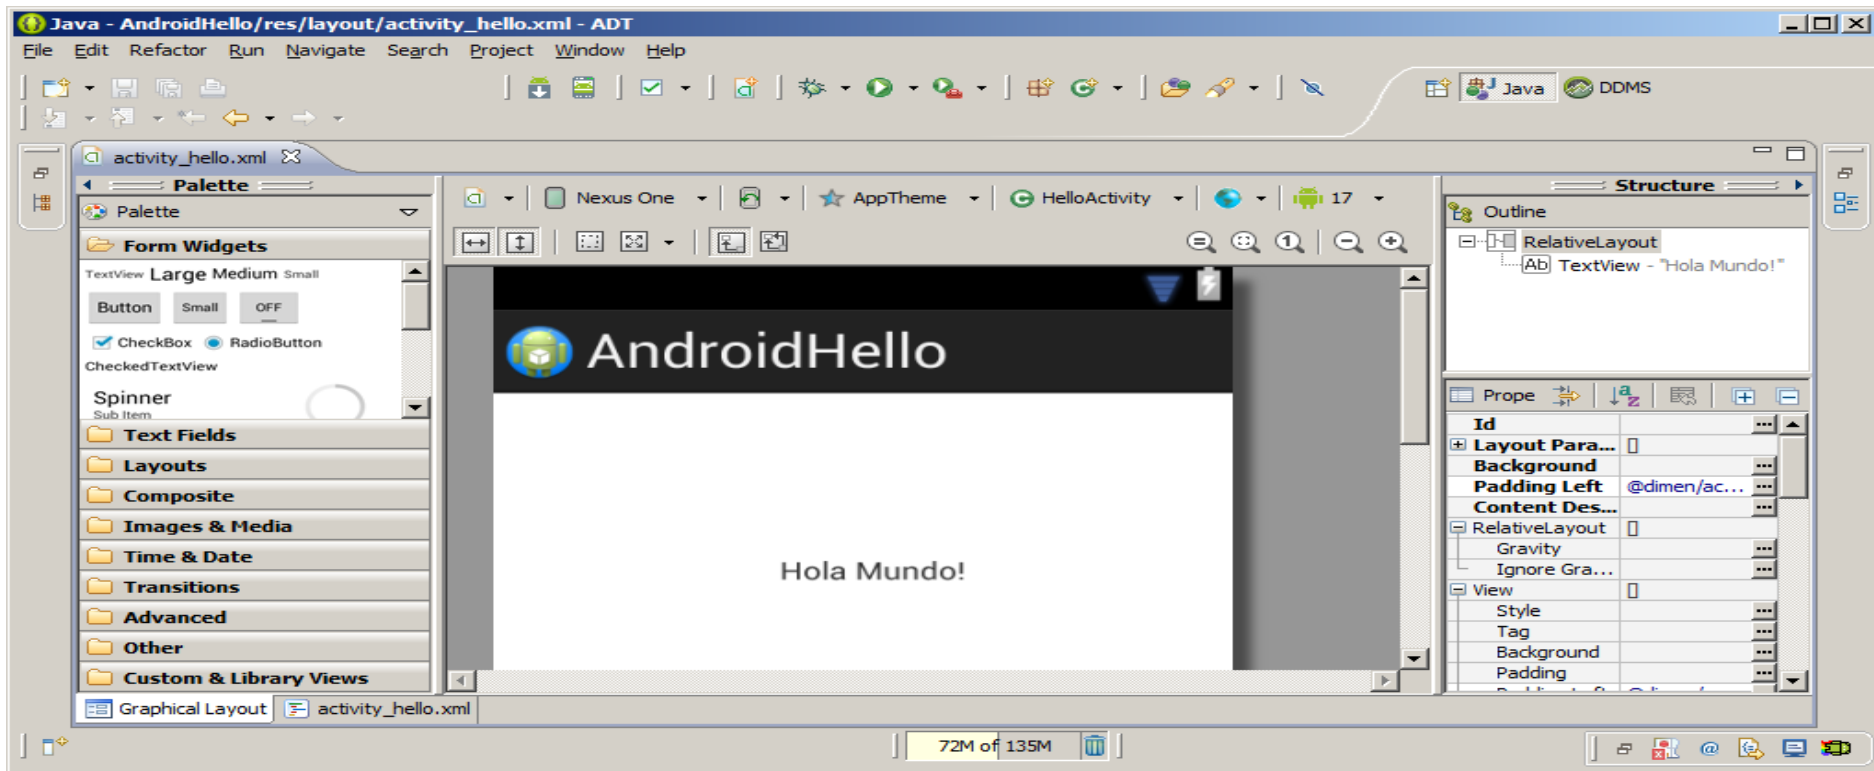 Java - AndroidHello/res/layout/activity_hello.xml - ADT
File Edit Refactor Run Navigate Search Project Window Help
Java DDMS
activity_hello.xml
Palette
Palette
Form Widgets
TextView Large Medium Small
Button Small OFF
CheckBox RadioButton
CheckedTextView
Spinner
Sub Item
Text Fields
Layouts
Composite
Images & Media
Time & Date
Transitions
Advanced
Other
Custom & Library Views
Graphical Layout activity_hello.xml
Nexus One AppTheme HelloActivity 17
AndroidHello
Hola Mundo!
Structure
Outline
RelativeLayout
Ab TextView - "Hola Mundo!"
Prope
Id
Layout Para... []
Background
Padding Left @dimen/ac...
Content Des...
RelativeLayout []
Gravity
Ignore Gra...
View []
Style
Tag
Background
Padding
72M of 135M